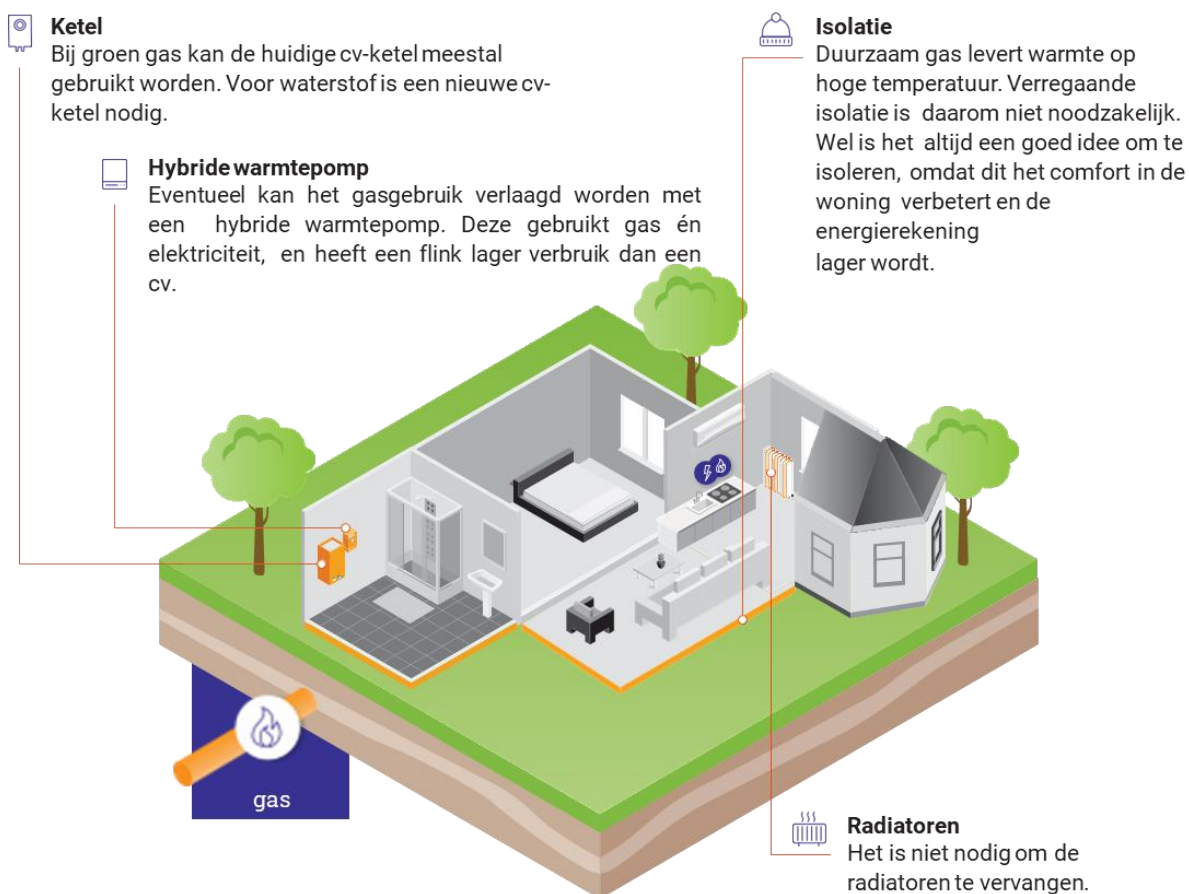 Ketel
Bij groen gas kan de huidige cv-ketel meestal
gebruikt worden. Voor waterstof is een nieuwe cv-
ketel nodig.
Hybride warmtepomp
Eventueel kan het gasgebruik verlaagd worden met
een hybride warmtepomp. Deze gebruikt gas én
elektriciteit, en heeft een flink lager verbruik dan een
cv.
Isolatie
Duurzaam gas levert warmte op
hoge temperatuur. Verregaande
isolatie is daarom niet noodzakelijk.
Wel is het altijd een goed idee om te
isoleren, omdat dit het comfort in de
woning verbetert en de
energierekening
lager wordt.
gas
Radiatoren
Het is niet nodig om de
radiatoren te vervangen.